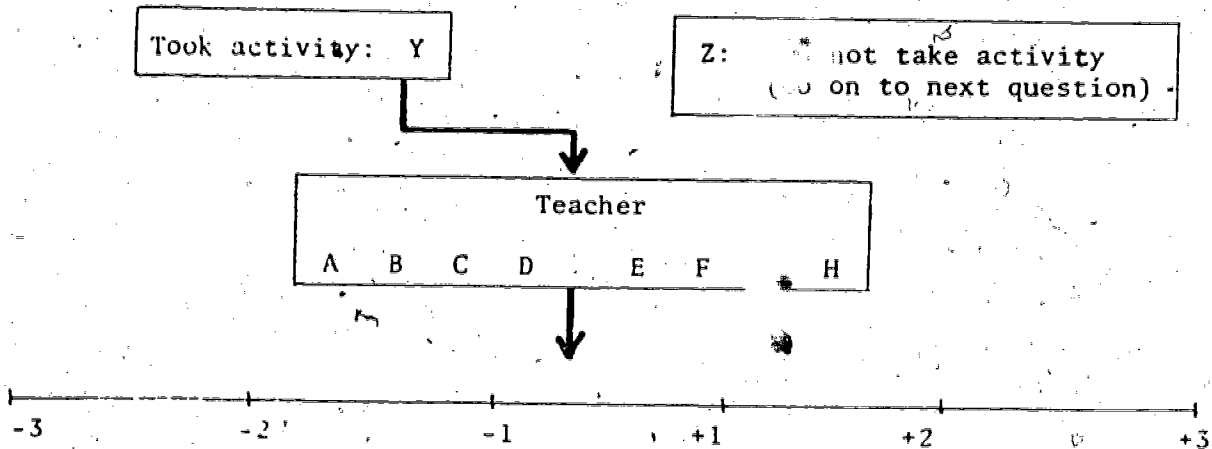 Took activity: Y
Z: not take activity
on to next question)
Teacher
A B C D E F H
-3 -2 -1 +1 +2 +3